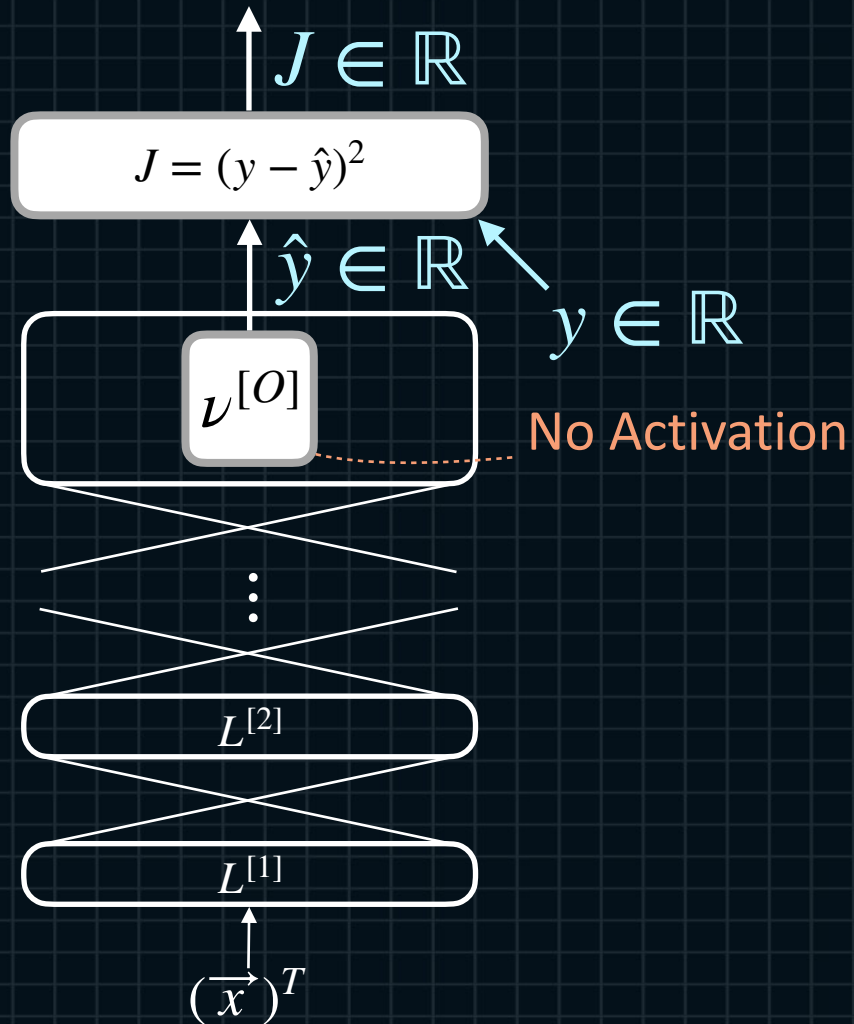 J ∈ ℝ
J = (y − ŷ)²
ŷ ∈ ℝ
y ∈ ℝ
ν^[O]
No Activation
⋮
L^[2]
L^[1]
(x⃗)^T